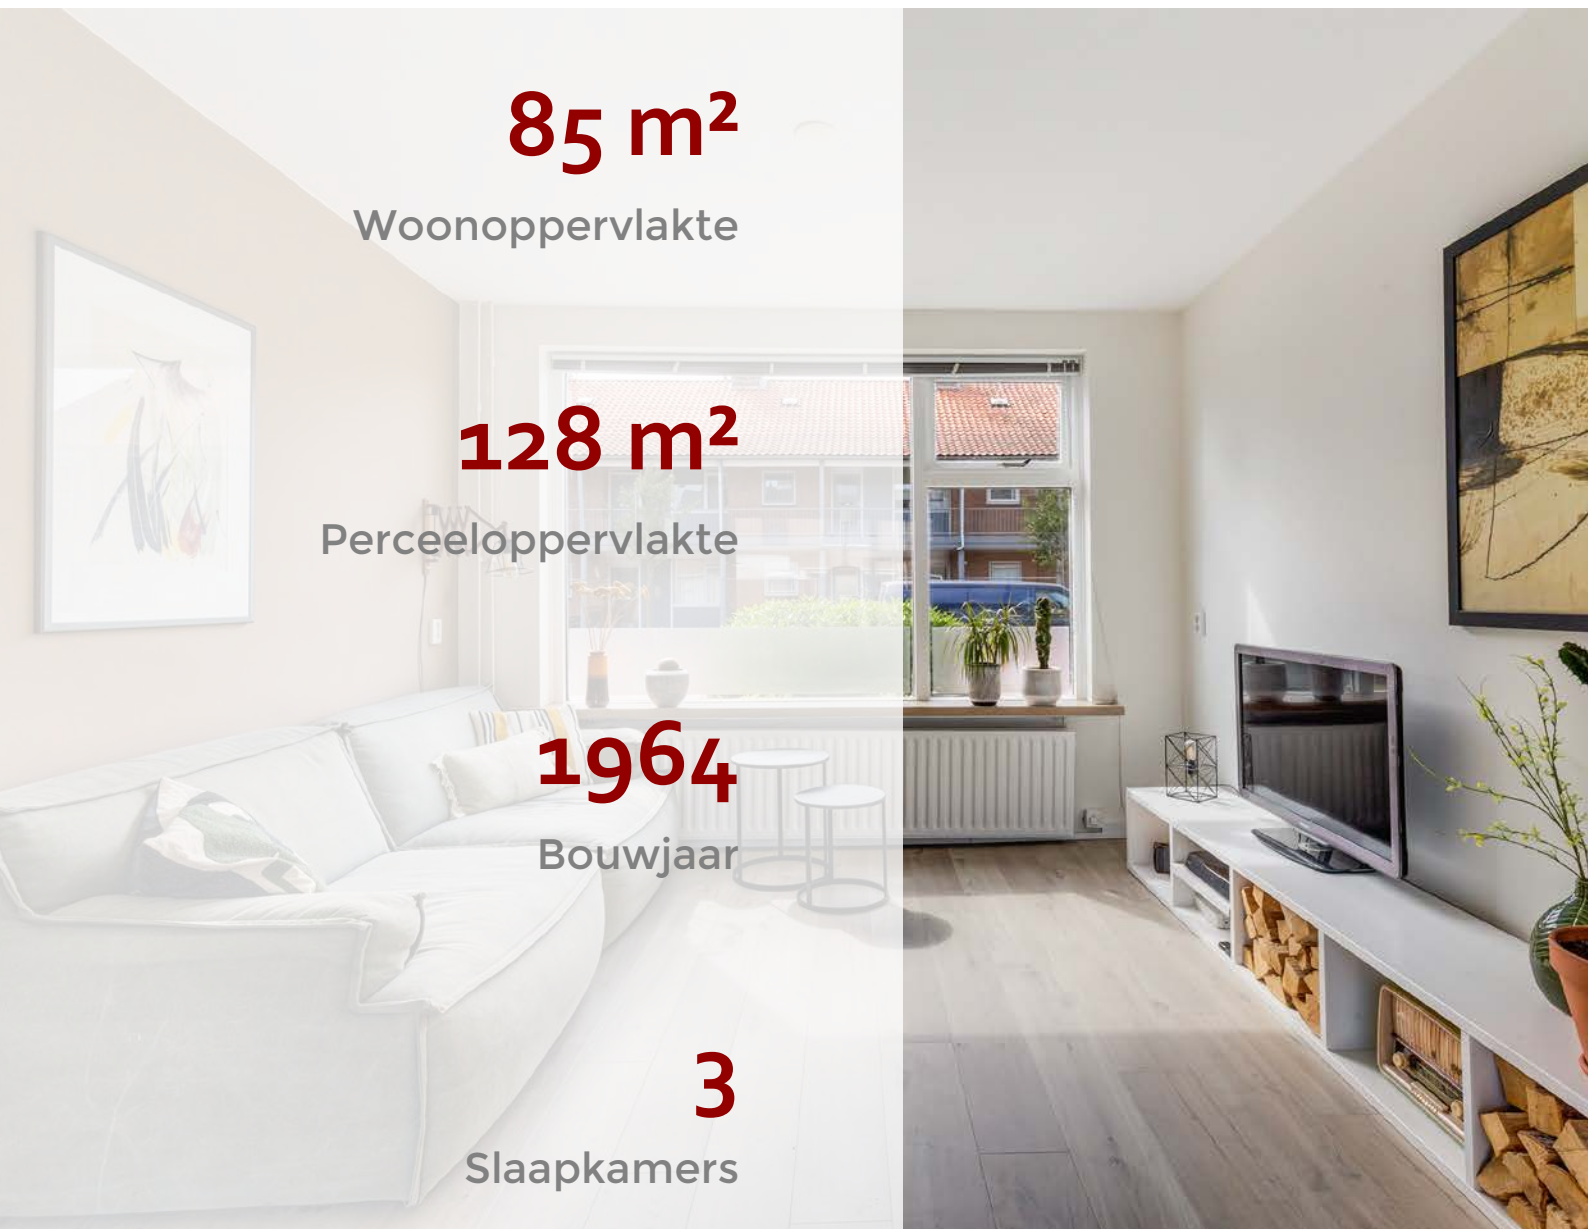 85 m²
Woonoppervlakte
128 m²
Perceeloppervlakte
1964
Bouwjaar
3
Slaapkamers